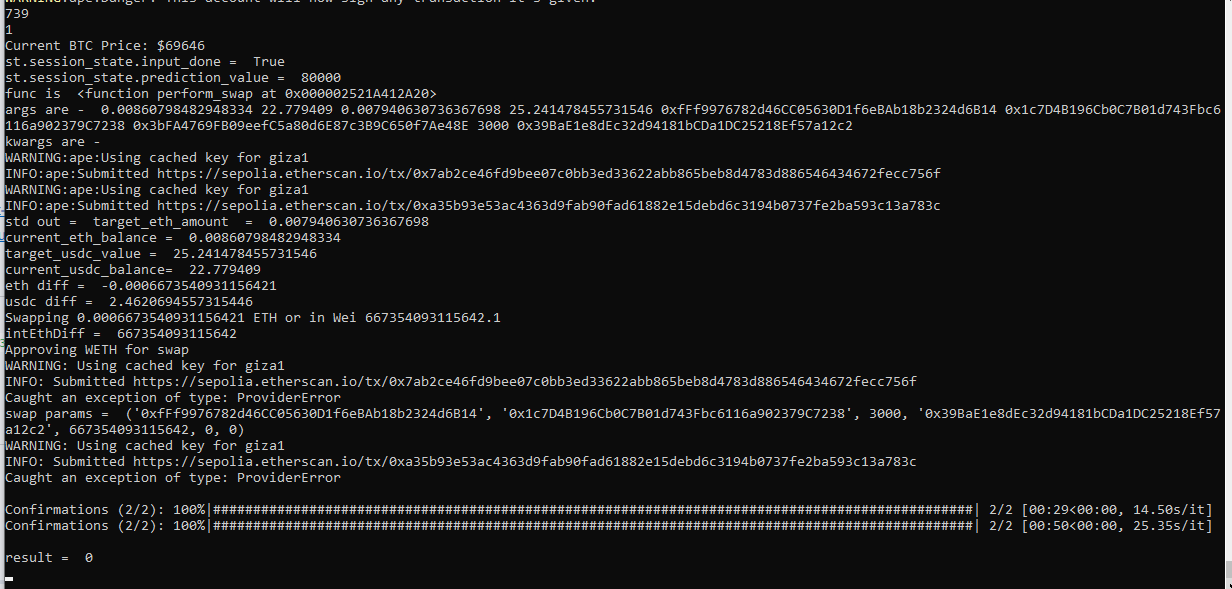 WARNING:ape:Danger! This account will now sign any transaction it's given.
739
1
Current BTC Price: $69646
st.session_state.input_done =  True
st.session_state.prediction_value =  80000
func is  <function perform_swap at 0x000002521A412A20>
args are -  0.00860798482948334 22.779409 0.007940630736367698 25.241478455731546 0xfFf9976782d46CC05630D1f6eBAb18b2324d6B14 0x1c7D4B196Cb0C7B01d743Fbc6
116a902379C7238 0x3bFA4769FB09eefC5a80d6E87c3B9C650f7Ae48E 3000 0x39BaE1e8dEc32d94181bCDa1DC25218Ef57a12c2
kwargs are -
WARNING:ape:Using cached key for giza1
INFO:ape:Submitted https://sepolia.etherscan.io/tx/0x7ab2ce46fd9bee07c0bb3ed33622abb865beb8d4783d886546434672fecc756f
WARNING:ape:Using cached key for giza1
INFO:ape:Submitted https://sepolia.etherscan.io/tx/0xa35b93e53ac4363d9fab90fad61882e15debd6c3194b0737fe2ba593c13a783c
std out =  target_eth_amount  =  0.007940630736367698
current_eth_balance =  0.00860798482948334
target_usdc_value =  25.241478455731546
current_usdc_balance=  22.779409
eth diff =  -0.0006673540931156421
usdc diff =  2.4620694557315446
Swapping 0.0006673540931156421 ETH or in Wei 667354093115642.1
intEthDiff =  667354093115642
Approving WETH for swap
WARNING: Using cached key for giza1
INFO: Submitted https://sepolia.etherscan.io/tx/0x7ab2ce46fd9bee07c0bb3ed33622abb865beb8d4783d886546434672fecc756f
Caught an exception of type: ProviderError
swap params =  ('0xfFf9976782d46CC05630D1f6eBAb18b2324d6B14', '0x1c7D4B196Cb0C7B01d743Fbc6116a902379C7238', 3000, '0x39BaE1e8dEc32d94181bCDa1DC25218Ef57
a12c2', 667354093115642, 0, 0)
WARNING: Using cached key for giza1
INFO: Submitted https://sepolia.etherscan.io/tx/0xa35b93e53ac4363d9fab90fad61882e15debd6c3194b0737fe2ba593c13a783c
Caught an exception of type: ProviderError
Confirmations (2/2): 100%|###############################################################################################| 2/2 [00:29<00:00, 14.50s/it]
Confirmations (2/2): 100%|###############################################################################################| 2/2 [00:50<00:00, 25.35s/it]
result =  0